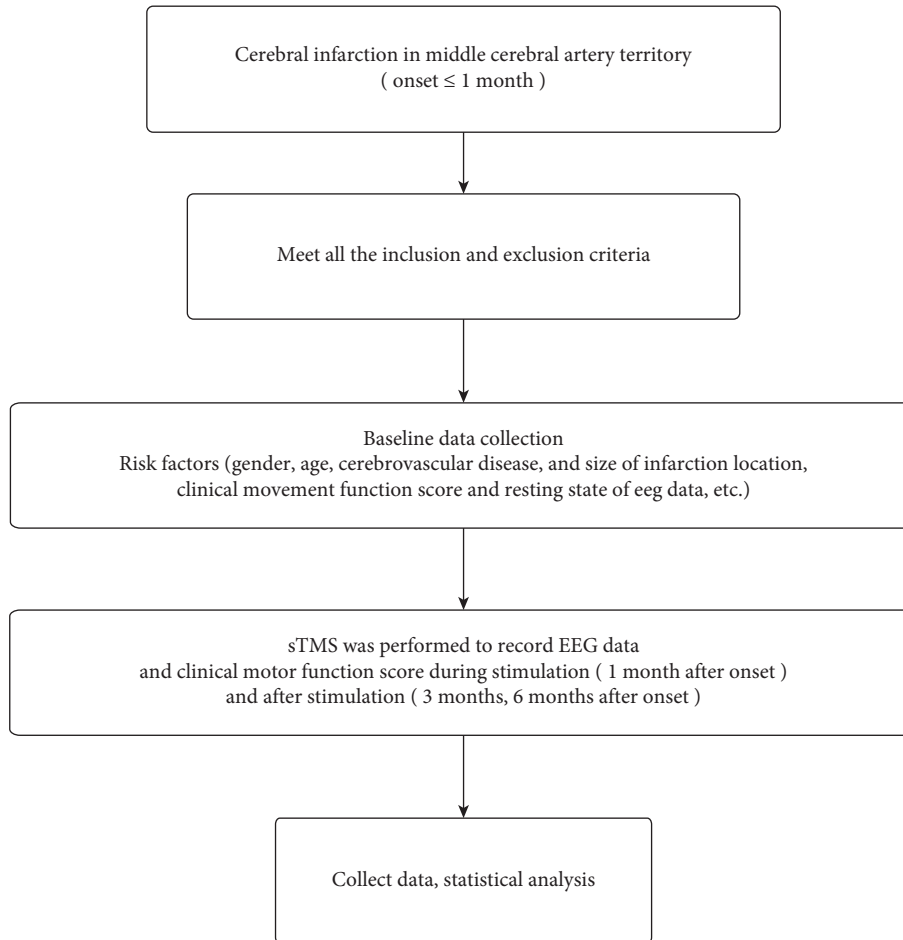 Cerebral infarction in middle cerebral artery territory
( onset ≤ 1 month )
Meet all the inclusion and exclusion criteria
Baseline data collection
Risk factors (gender, age, cerebrovascular disease, and size of infarction location,
clinical movement function score and resting state of eeg data, etc.)
sTMS was performed to record EEG data
and clinical motor function score during stimulation ( 1 month after onset )
and after stimulation ( 3 months, 6 months after onset )
Collect data, statistical analysis